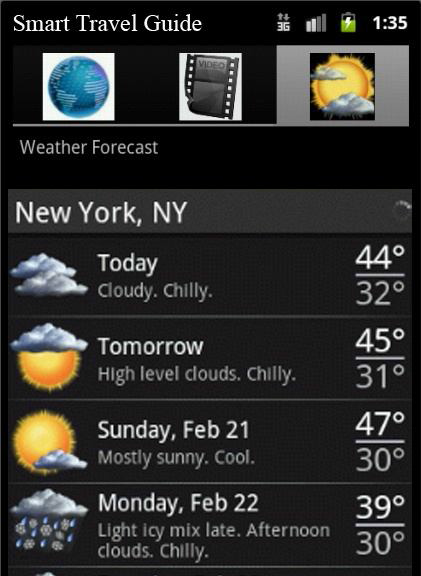 Smart Travel Guide 3G 1:35
VIDEO
Weather Forecast
New York, NY
Today 44°
Cloudy. Chilly. 32°
Tomorrow 45°
High level clouds. Chilly. 31°
Sunday, Feb 21 47°
Mostly sunny. Cool. 30°
Monday, Feb 22 39°
Light icy mix late. Afternoon 30°
clouds. Chilly.